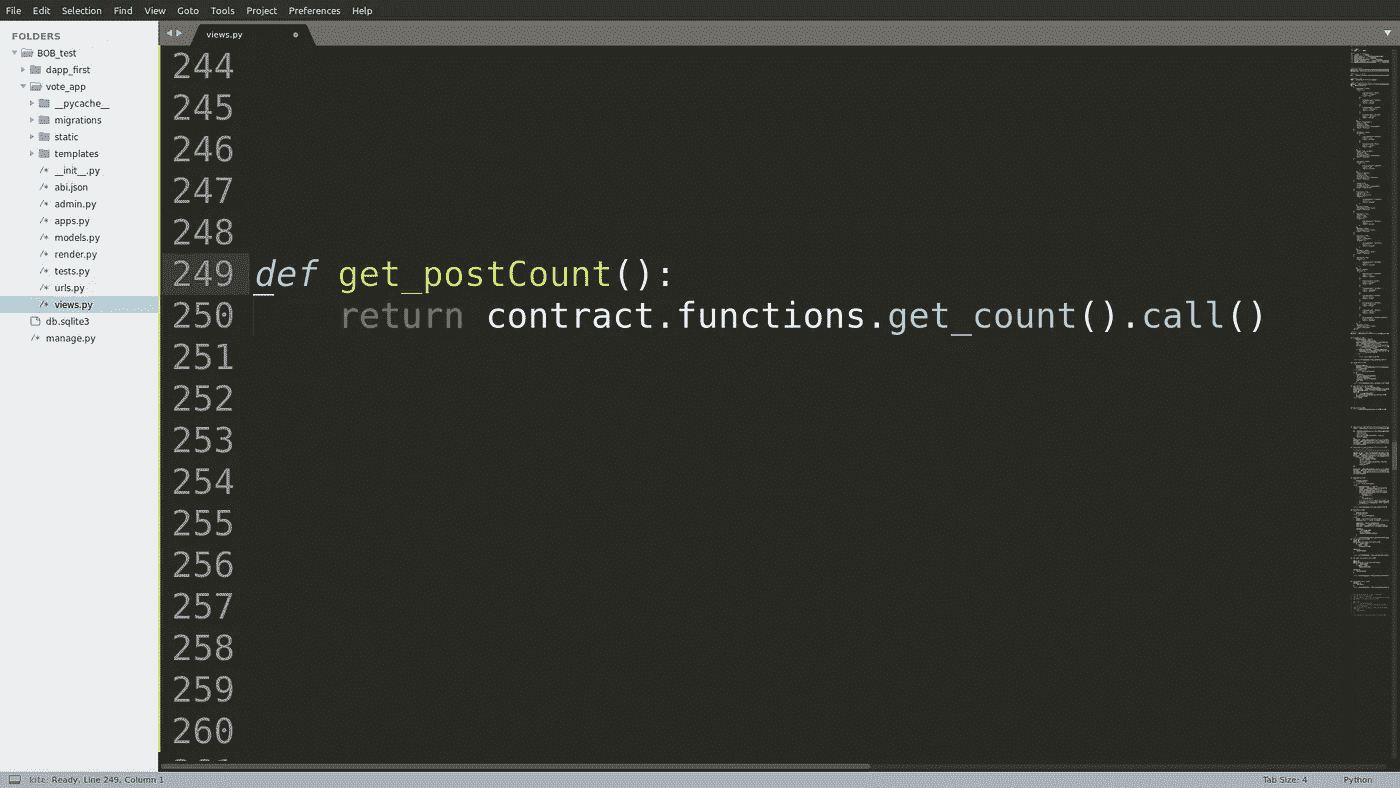 File Edit Selection Find View Goto Tools Project Preferences Help
FOLDERS
BOB_test
dapp_first
vote_app
__pycache__
migrations
static
templates
__init__.py
abi.json
admin.py
apps.py
models.py
render.py
tests.py
urls.py
views.py
db.sqlite3
manage.py
views.py
244
245
246
247
248
249 def get_postCount():
250 return contract.functions.get_count().call()
251
252
253
254
255
256
257
258
259
260
kite: Ready, Line 249, Column 1
Tab Size: 4 Python